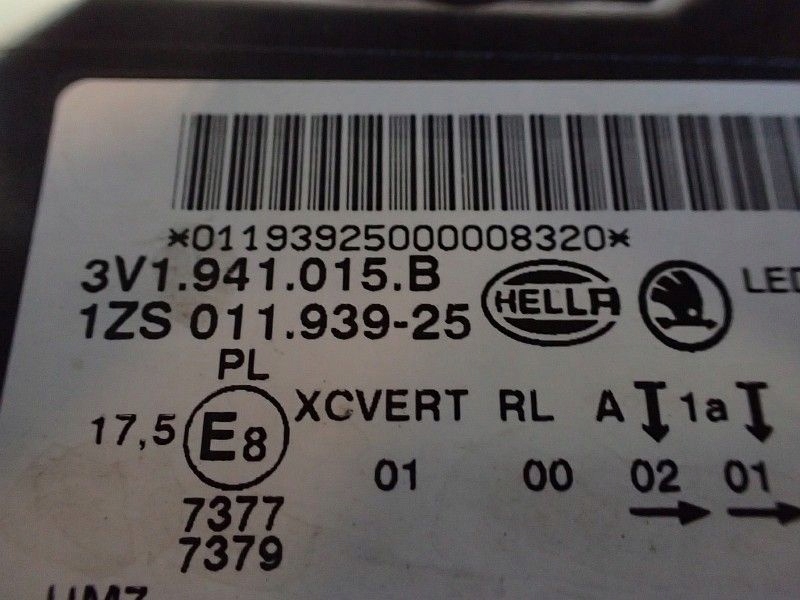 *01193925000008320*
3V1.941.015.B
1ZS 011.939-25
HELLA
LED
PL
17,5 E8 XCVERT RL A 1a
01 00 02 01
7377
7379